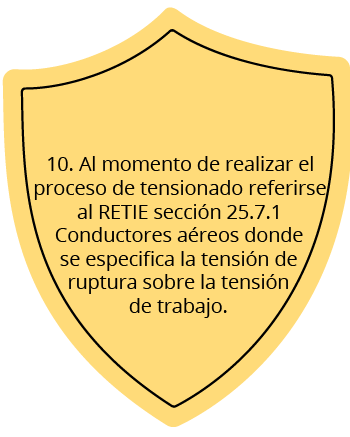 10. Al momento de realizar el
proceso de tensionado referirse
al RETIE sección 25.7.1
Conductores aéreos donde
se especifica la tensión de
ruptura sobre la tensión
de trabajo.